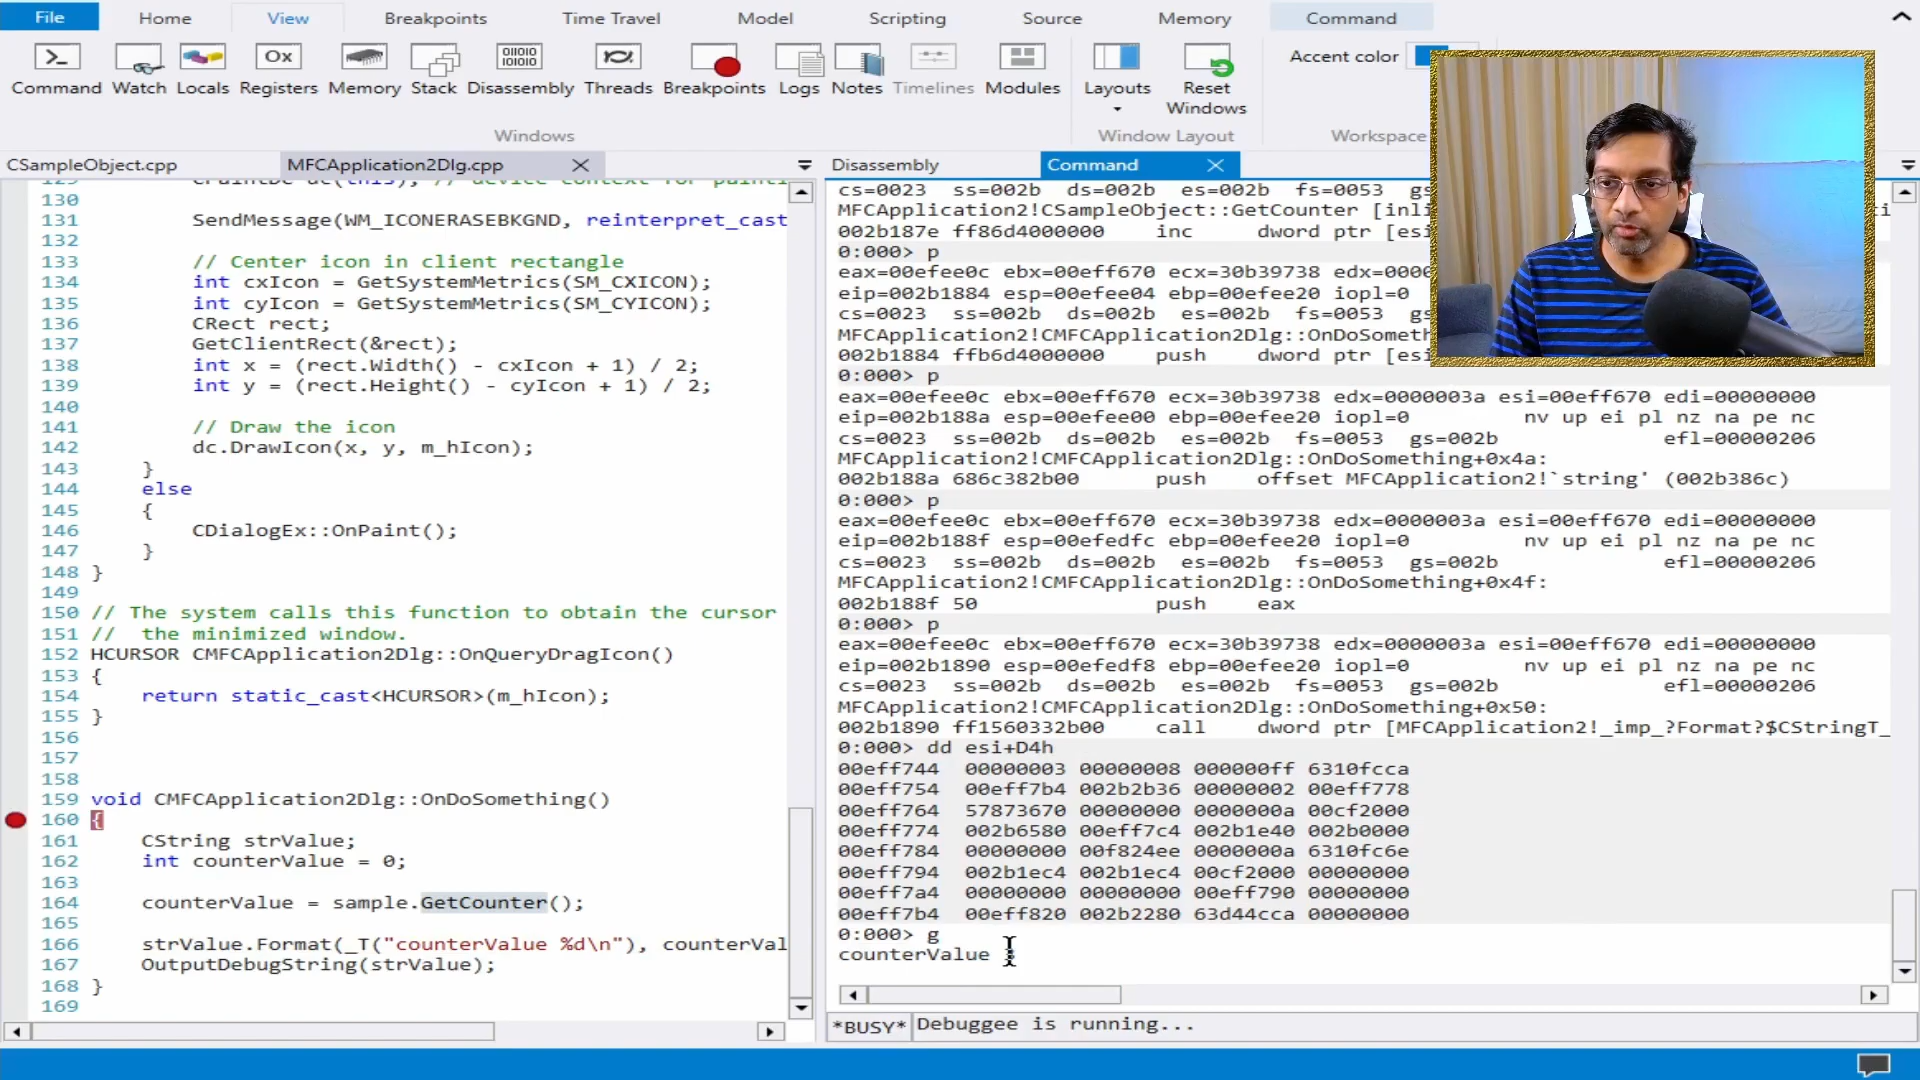 File Home View Breakpoints Time Travel Model Scripting Source Memory Command
Command Watch Locals Registers Memory Stack Disassembly Threads Breakpoints Logs Notes Timelines Modules Layouts Reset Windows Accent color
Windows Window Layout Workspace
CSampleObject.cpp MFCApplication2Dlg.cpp
129 CPaintDC dc(this); // device context for painti
130
131 SendMessage(WM_ICONERASEBKGND, reinterpret_cast
132
133 // Center icon in client rectangle
134 int cxIcon = GetSystemMetrics(SM_CXICON);
135 int cyIcon = GetSystemMetrics(SM_CYICON);
136 CRect rect;
137 GetClientRect(&rect);
138 int x = (rect.Width() - cxIcon + 1) / 2;
139 int y = (rect.Height() - cyIcon + 1) / 2;
140
141 // Draw the icon
142 dc.DrawIcon(x, y, m_hIcon);
143 }
144 else
145 {
146 CDialogEx::OnPaint();
147 }
148 }
149
150 // The system calls this function to obtain the cursor
151 //  the minimized window.
152 HCURSOR CMFCApplication2Dlg::OnQueryDragIcon()
153 {
154 return static_cast<HCURSOR>(m_hIcon);
155 }
156
157
158
159 void CMFCApplication2Dlg::OnDoSomething()
160 {
161 CString strValue;
162 int counterValue = 0;
163
164 counterValue = sample.GetCounter();
165
166 strValue.Format(_T("counterValue %d\n"), counterVal
167 OutputDebugString(strValue);
168 }
169
Disassembly Command
cs=0023 ss=002b ds=002b es=002b fs=0053 gs
MFCApplication2!CSampleObject::GetCounter [inli
002b187e ff86d4000000 inc dword ptr [esi
0:000> p
eax=00efee0c ebx=00eff670 ecx=30b39738 edx=0000
eip=002b1884 esp=00efee04 ebp=00efee20 iopl=0
cs=0023 ss=002b ds=002b es=002b fs=0053 gs=
MFCApplication2!CMFCApplication2Dlg::OnDoSometh
002b1884 ffb6d4000000 push dword ptr [esi
0:000> p
eax=00efee0c ebx=00eff670 ecx=30b39738 edx=0000003a esi=00eff670 edi=00000000
eip=002b188a esp=00efee00 ebp=00efee20 iopl=0 nv up ei pl nz na pe nc
cs=0023 ss=002b ds=002b es=002b fs=0053 gs=002b efl=00000206
MFCApplication2!CMFCApplication2Dlg::OnDoSomething+0x4a:
002b188a 686c382b00 push offset MFCApplication2!`string' (002b386c)
0:000> p
eax=00efee0c ebx=00eff670 ecx=30b39738 edx=0000003a esi=00eff670 edi=00000000
eip=002b188f esp=00efedfc ebp=00efee20 iopl=0 nv up ei pl nz na pe nc
cs=0023 ss=002b ds=002b es=002b fs=0053 gs=002b efl=00000206
MFCApplication2!CMFCApplication2Dlg::OnDoSomething+0x4f:
002b188f 50 push eax
0:000> p
eax=00efee0c ebx=00eff670 ecx=30b39738 edx=0000003a esi=00eff670 edi=00000000
eip=002b1890 esp=00efedf8 ebp=00efee20 iopl=0 nv up ei pl nz na pe nc
cs=0023 ss=002b ds=002b es=002b fs=0053 gs=002b efl=00000206
MFCApplication2!CMFCApplication2Dlg::OnDoSomething+0x50:
002b1890 ff1560332b00 call dword ptr [MFCApplication2!_imp_?Format?$CStringT_
0:000> dd esi+D4h
00eff744 00000003 00000008 000000ff 6310fcca
00eff754 00eff7b4 002b2b36 00000002 00eff778
00eff764 57873670 00000000 0000000a 00cf2000
00eff774 002b6580 00eff7c4 002b1e40 002b0000
00eff784 00000000 00f824ee 0000000a 6310fc6e
00eff794 002b1ec4 002b1ec4 00cf2000 00000000
00eff7a4 00000000 00000000 00eff790 00000000
00eff7b4 00eff820 002b2280 63d44cca 00000000
0:000> g
counterValue
*BUSY* Debuggee is running...